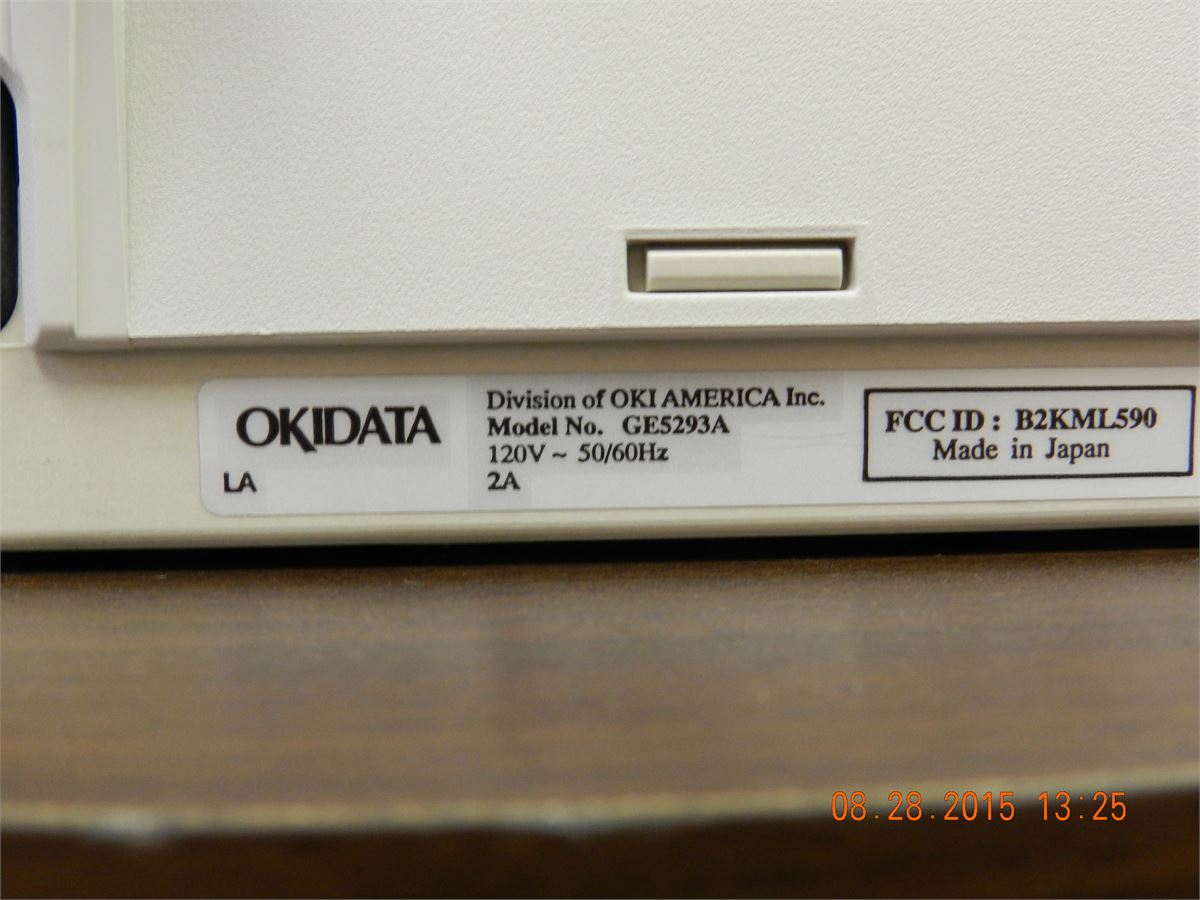 OKIDATA
LA
Division of OKI AMERICA Inc.
Model No. GE5293A
120V ~ 50/60Hz
2A
FCC ID : B2KML590
Made in Japan
08.28.2015 13:25